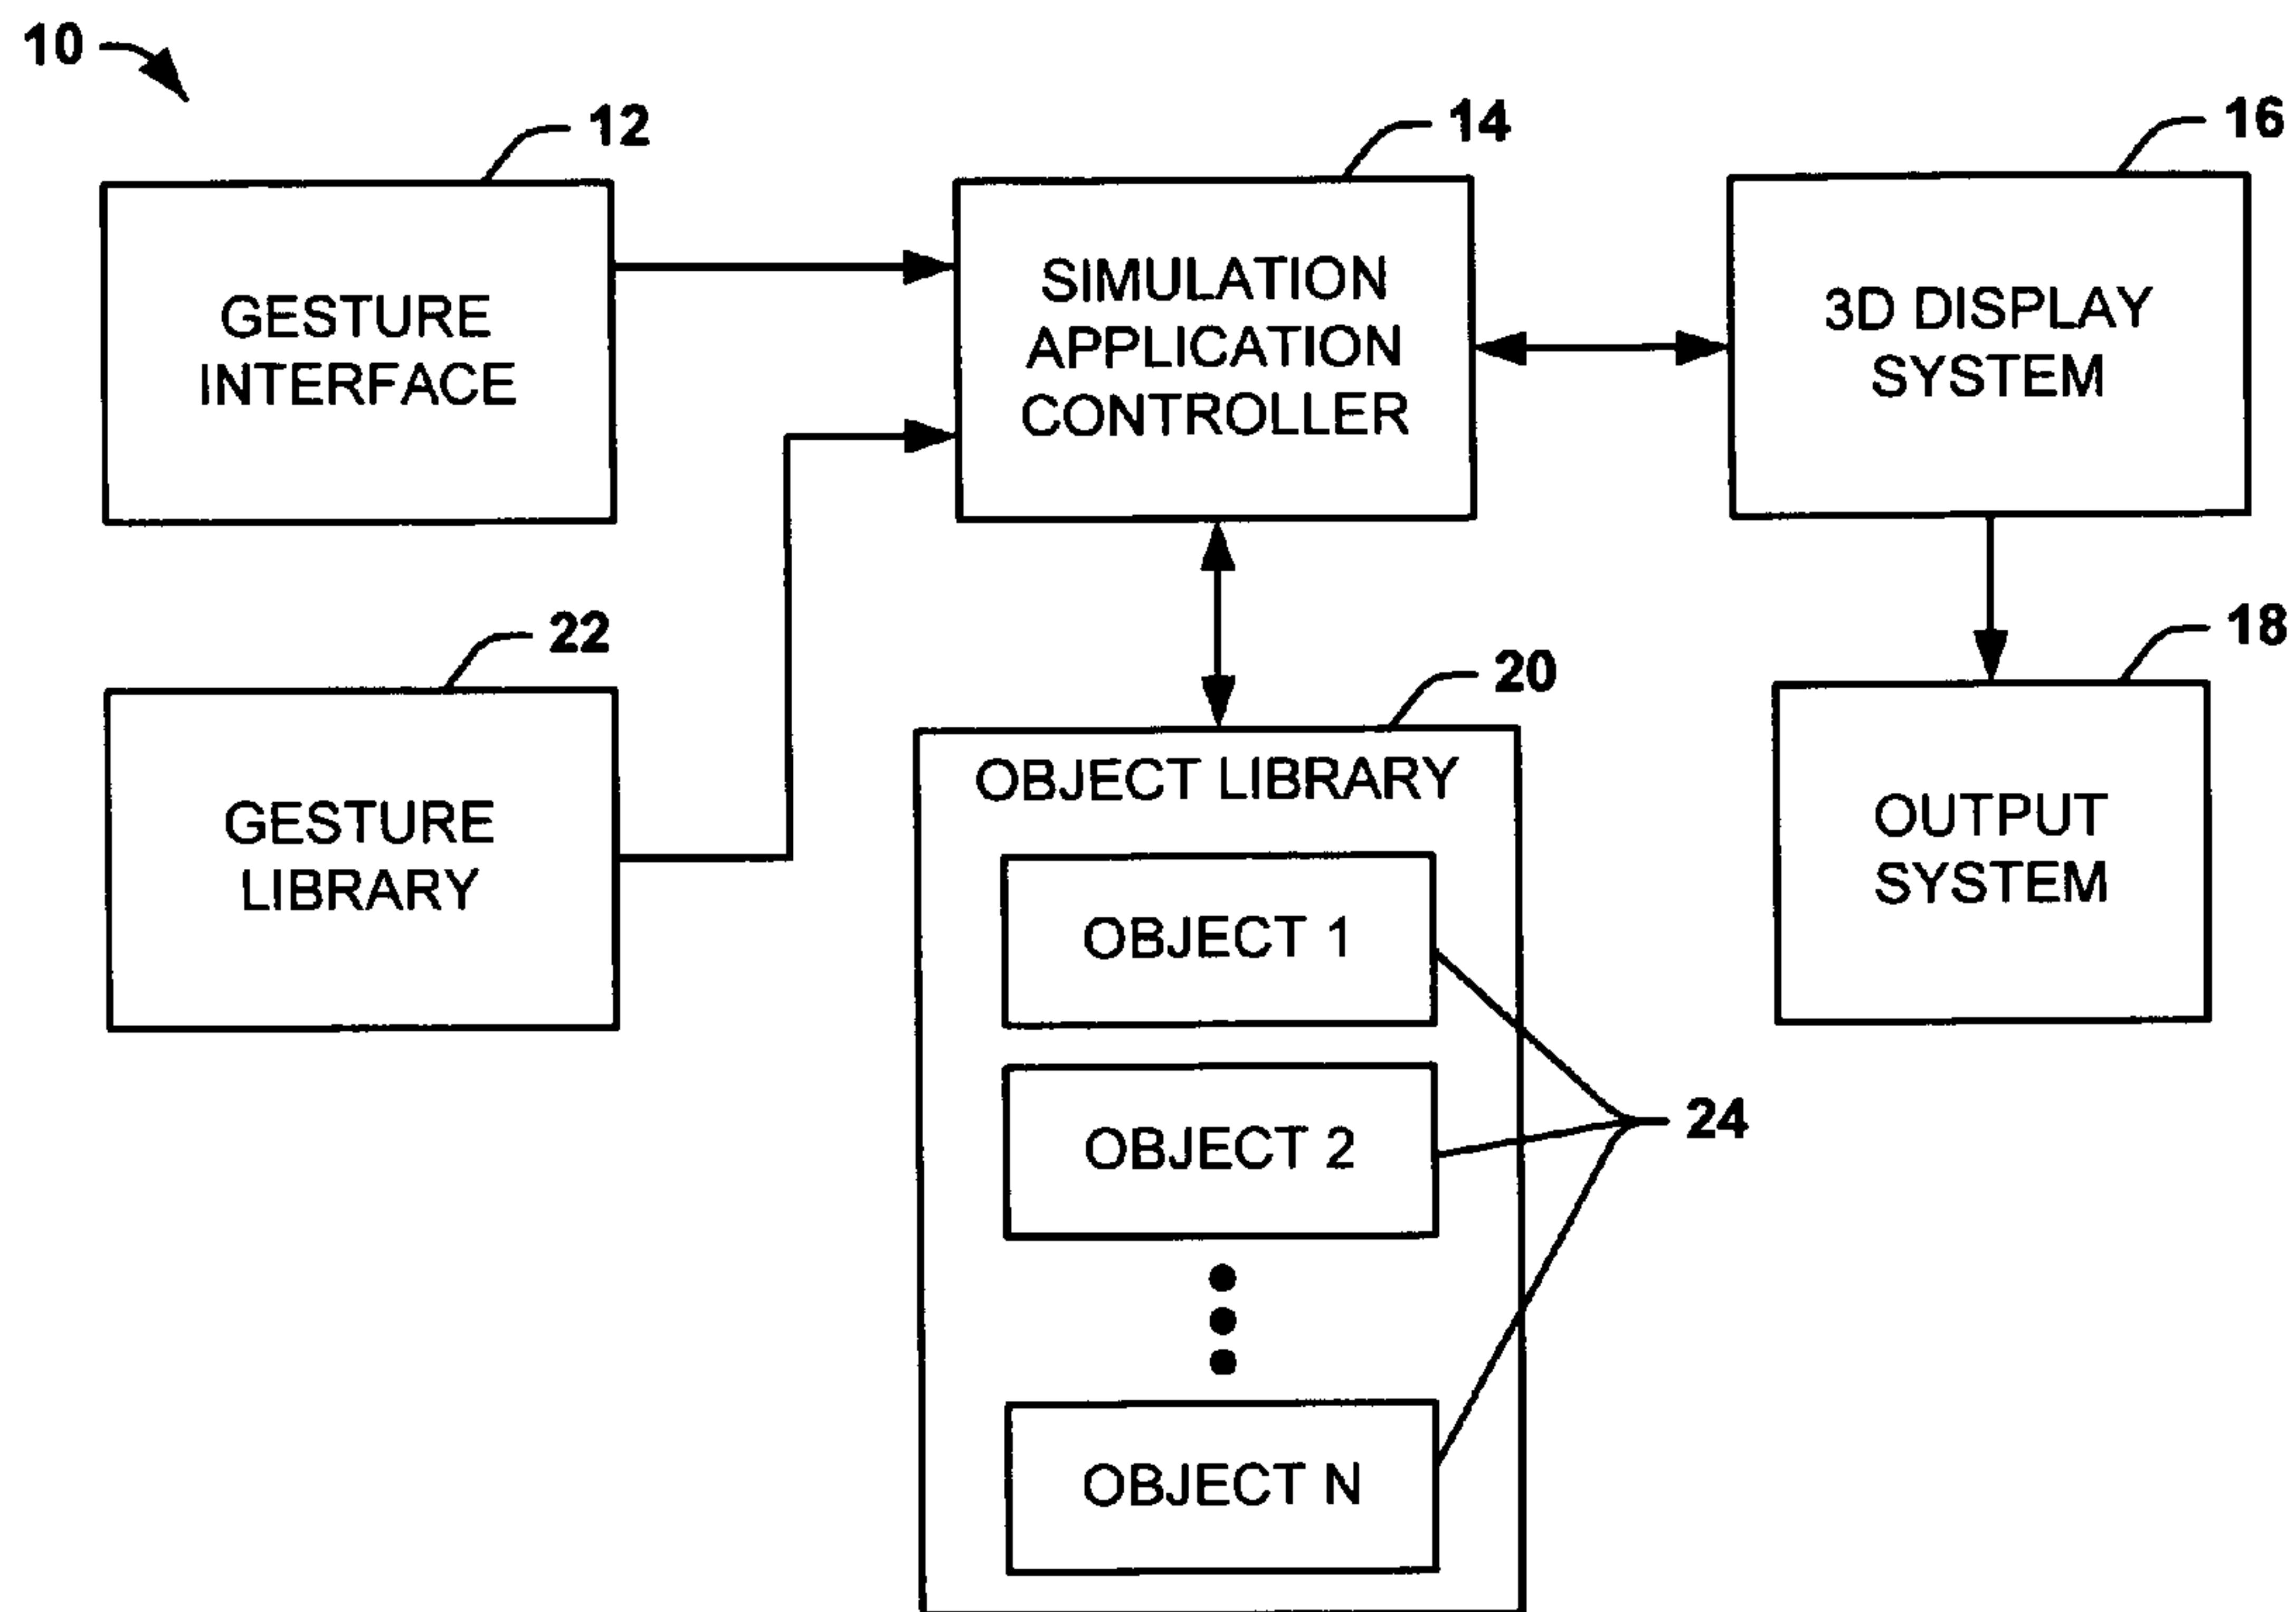 10
12
14
16
GESTURE
INTERFACE
SIMULATION
APPLICATION
CONTROLLER
3D DISPLAY
SYSTEM
22
20
18
GESTURE
LIBRARY
OBJECT LIBRARY
OUTPUT
SYSTEM
OBJECT 1
OBJECT 2
24
OBJECT N